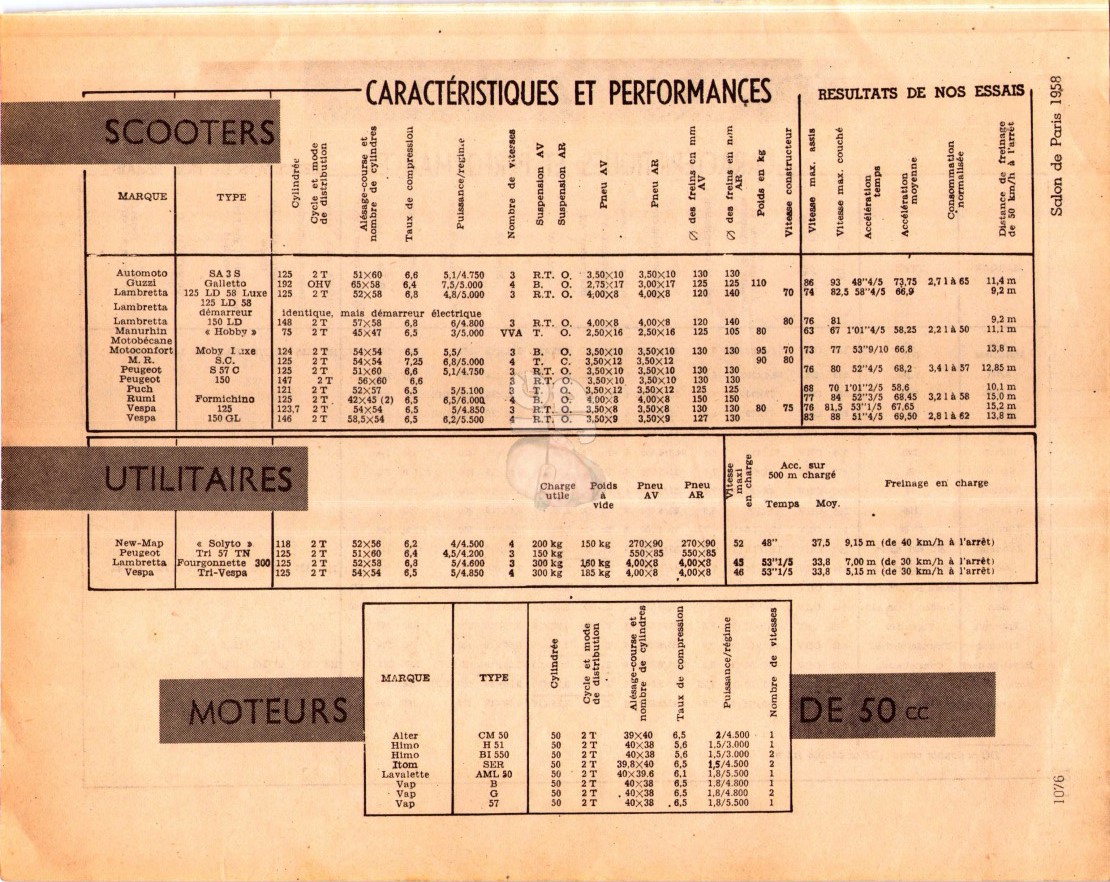 CARACTÉRISTIQUES ET PERFORMANCES
RESULTATS DE NOS ESSAIS
Salon de Paris 1958
SCOOTERS
MARQUE TYPE Cylindrée Cycle et mode de distribution Alésage-course et nombre de cylindres Taux de compression Puissance/régime Nombre de vitesses Suspension AV Suspension AR Pneu AV Pneu AR Ø des freins en mm AV Ø des freins en mm AR Poids en kg Vitesse constructeur Vitesse max. assis Vitesse max. couché Accélération temps Accélération moyenne Consommation normalisée Distance de freinage de 50 km/h à l'arrêt
Automoto SA 3 S 125 2 T 51×60 6,6 5,1/4.750 3 R.T. O. 3,50×10 3,50×10 130 130
Guzzi Galletto 192 OHV 65×58 6,4 7,5/5.000 4 B. O. 2,75×17 3,00×17 125 125 110 86 93 48"4/5 73,75 2,7 l à 65 11,4 m
Lambretta 125 LD 58 Luxe 125 2 T 52×58 6,8 4,8/5.000 3 R.T. O. 4,00×8 4,00×8 120 140 70 74 82,5 58"4/5 66,9 9,2 m
Lambretta 125 LD 58 démarreur identique, mais démarreur électrique
Lambretta 150 LD 148 2 T 57×58 6,8 6/4.800 3 R.T. O. 4,00×8 4,00×8 120 140 80 76 81 9,2 m
Manurhin « Hobby » 75 2 T 45×47 6,5 3/5.000 VVA T. O. 2,50×16 2,50×16 125 105 80 63 67 1'01"4/5 58,25 2,2 l à 50 11,1 m
Motobécane
Motoconfort Moby Luxe 124 2 T 54×54 6,5 5,5/ 3 B. O. 3,50×10 3,50×10 130 130 95 70 73 77 53"9/10 66,8 13,8 m
M. R. S.C. 125 2 T 54×54 7,25 6,8/5.000 4 T. C. 3,50×12 3,50×12 90 80
Peugeot S 57 C 125 2 T 51×60 6,6 5,1/4.750 3 R.T. O. 3,50×10 3,50×10 130 130 76 80 52"4/5 68,2 3,4 l à 57 12,85 m
Peugeot 150 147 2 T 56×60 6,6 3 R.T. O. 3,50×10 3,50×10 130 130
Puch 121 2 T 52×57 6,5 5/5.100 3 T. O. 3,50×12 3,50×12 125 125 68 70 1'01"2/5 58,6 10,1 m
Rumi Formichino 125 2 T 42×45 (2) 6,5 6,5/6.000 4 B. O. 4,00×8 4,00×8 150 150 77 84 52"3/5 68,45 3,2 l à 58 15,0 m
Vespa 125 123,7 2 T 54×54 6,5 5/4.850 3 R.T. O. 3,50×8 3,50×8 130 130 80 75 76 81,5 53"1/5 67,65 15,2 m
Vespa 150 GL 146 2 T 58,5×54 6,5 6,2/5.500 4 R.T. O. 3,50×9 3,50×9 127 130 83 88 51"4/5 69,50 2,8 l à 62 13,8 m
UTILITAIRES
Charge utile Poids à vide Pneu AV Pneu AR Vitesse maxi en charge Acc. sur 500 m chargé Temps Moy. Freinage en charge
New-Map « Solyto » 118 2 T 52×56 6,2 4/4.500 4 200 kg 150 kg 270×90 270×90 52 48" 37,5 9,15 m (de 40 km/h à l'arrêt)
Peugeot Tri 57 TN 125 2 T 51×60 6,4 4,5/4.200 3 150 kg 550×85 550×85
Lambretta Fourgonnette 300 125 2 T 52×58 6,8 5/4.600 3 300 kg 160 kg 4,00×8 4,00×8 45 53"1/5 33,8 7,00 m (de 30 km/h à l'arrêt)
Vespa Tri-Vespa 125 2 T 54×54 6,5 5/4.850 4 300 kg 185 kg 4,00×8 4,00×8 46 53"1/5 33,8 5,15 m (de 30 km/h à l'arrêt)
MOTEURS DE 50 CC
MARQUE TYPE Cylindrée Cycle et mode de distribution Alésage-course et nombre de cylindres Taux de compression Puissance/régime Nombre de vitesses
Alter CM 50 50 2 T 39×40 6,5 2/4.500 1
Himo H 51 50 2 T 40×38 5,6 1,5/3.000 1
Himo BI 550 50 2 T 40×38 5,6 1,5/3.000 2
Itom SER 50 2 T 39,8×40 6,5 1,5/4.500 2
Lavalette AML 50 50 2 T 40×39,6 6,1 1,8/5.500 1
Vap B 50 2 T 40×38 6,5 1,8/4.800 1
Vap G 50 2 T 40×38 6,5 1,8/4.800 2
Vap 57 50 2 T 40×38 6,5 1,8/5.500 1
1076